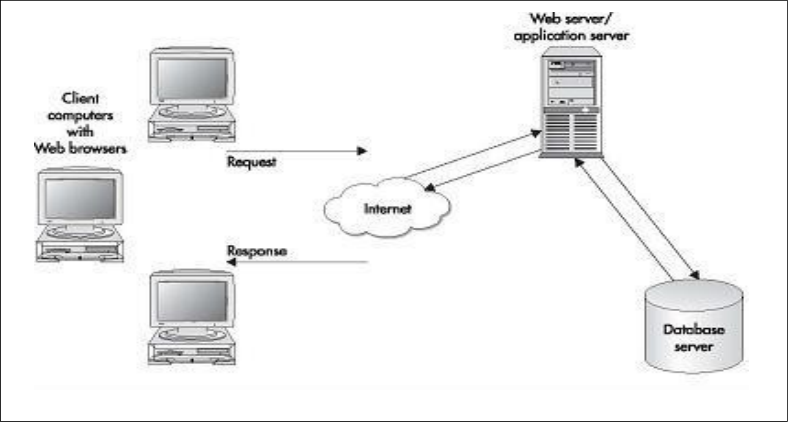 Web server/
application server
Client
computers
with
Web browsers
Request
Internet
Response
Database
server